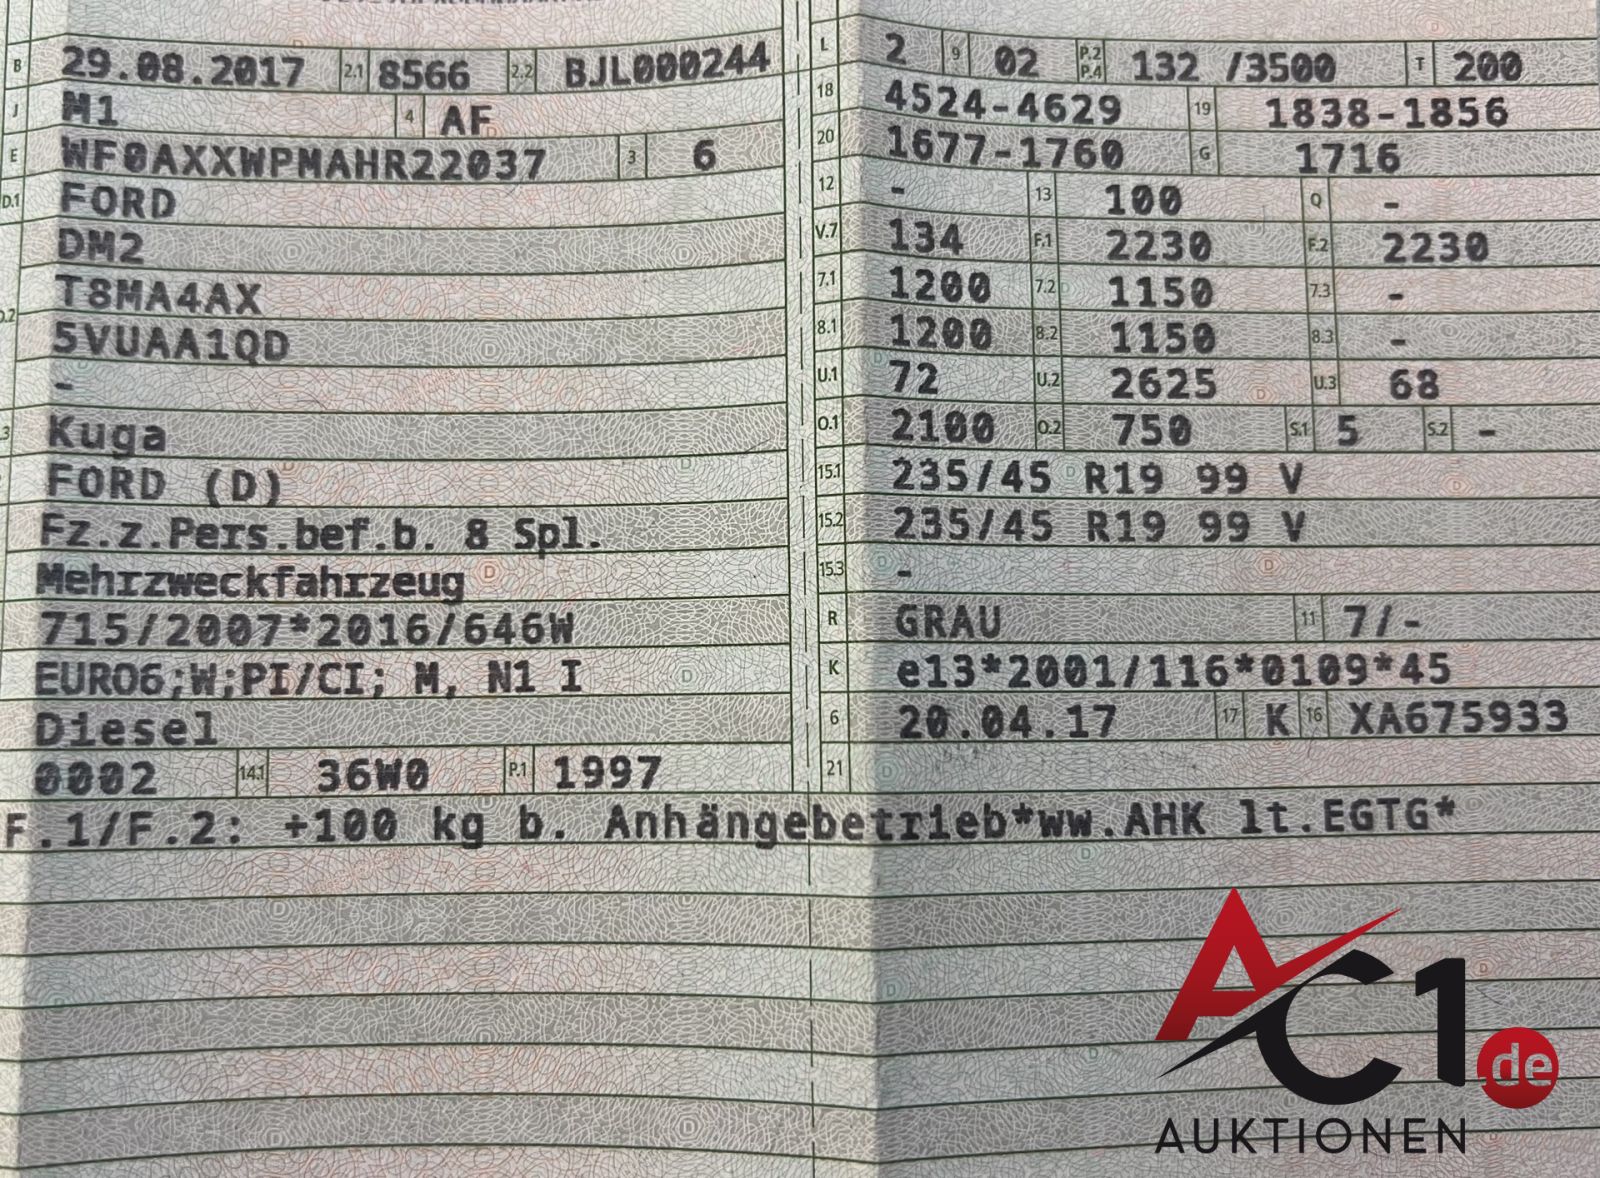 B 29.08.2017 2.1 8566 2.2 BJL000244
J M1 4 AF
E WF0AXXWPMAHR22037 3 6
D.1 FORD
DM2
T8MA4AX
D.2 5VUAA1QD
-
.3 Kuga
FORD (D)
Fz.z.Pers.bef.b. 8 Spl.
Mehrzweckfahrzeug
715/2007*2016/646W
EURO6;W;PI/CI; M, N1 I
Diesel
0002 14.1 36W0 P.1 1997
L 2 9 02 P.2 P.4 132 /3500 T 200
18 4524-4629 19 1838-1856
20 1677-1760 G 1716
12 - 13 100 Q -
V.7 134 F.1 2230 F.2 2230
7.1 1200 7.2 1150 7.3 -
8.1 1200 8.2 1150 8.3 -
U.1 72 U.2 2625 U.3 68
O.1 2100 O.2 750 S.1 5 S.2 -
15.1 235/45 R19 99 V
15.2 235/45 R19 99 V
15.3 -
R GRAU 11 7/-
K e13*2001/116*0109*45
6 20.04.17 17 K 16 XA675933
21
F.1/F.2: +100 kg b. Anhängebetrieb*ww.AHK lt.EGTG*
AC1.de
AUKTIONEN